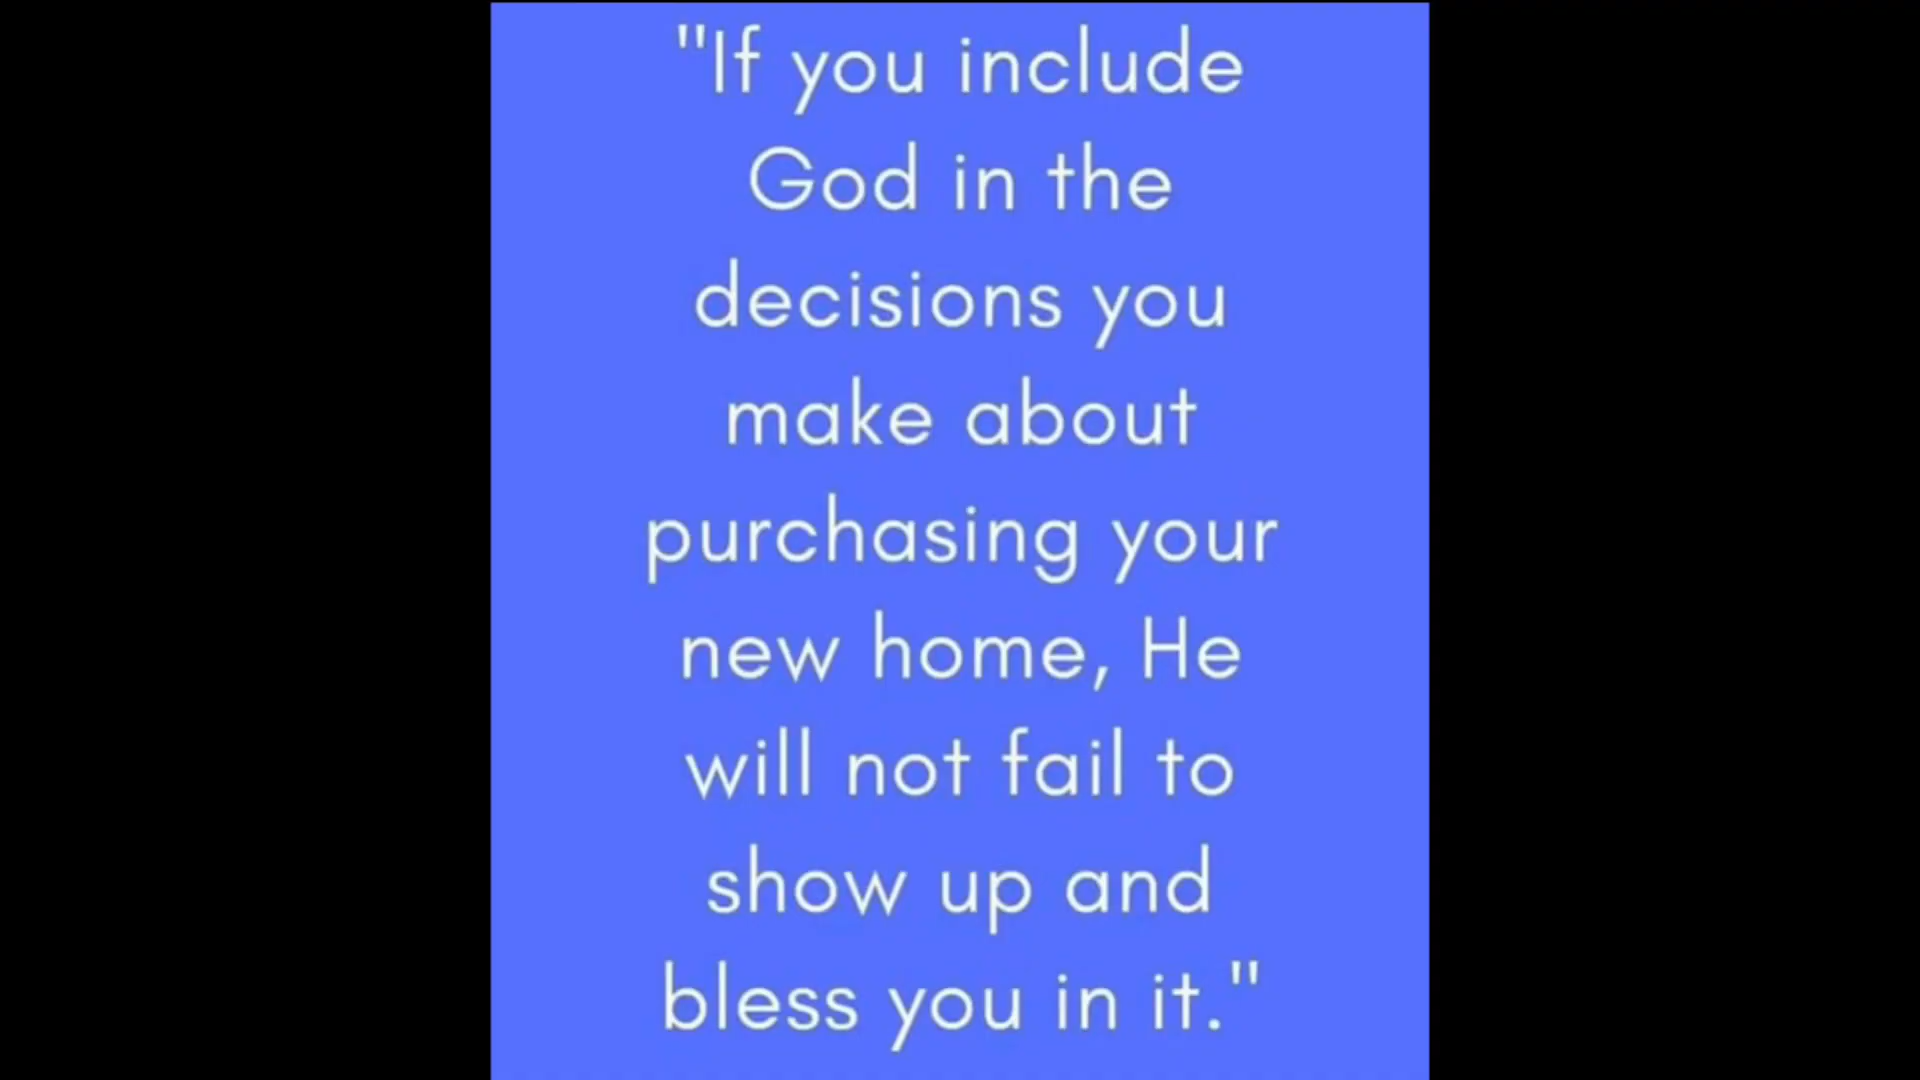 "If you include
God in the
decisions you
make about
purchasing your
new home, He
will not fail to
show up and
bless you in it."